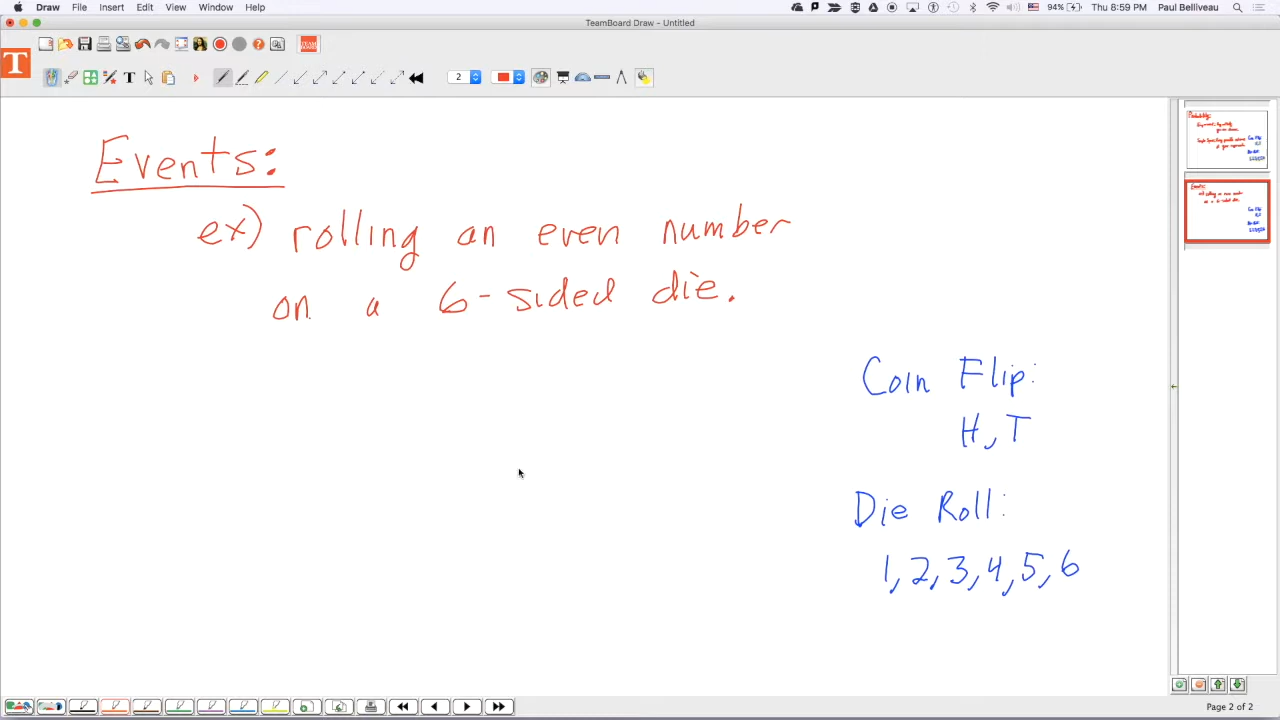 Draw File Insert Edit View Window Help
94% Thu 8:59 PM Paul Belliveau
TeamBoard Draw - Untitled
T
T
2
Events:
ex) rolling an even number
on a 6-sided die.
Coin Flip:
H, T
Die Roll:
1, 2, 3, 4, 5, 6
Page 2 of 2